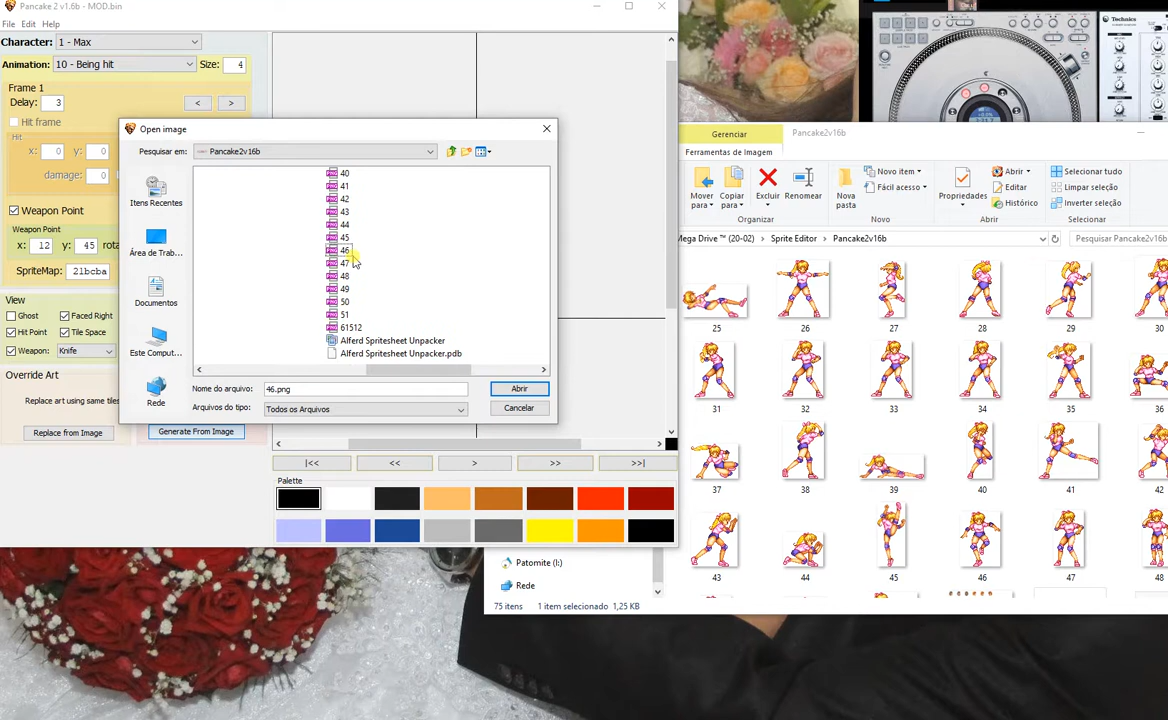 Pancake 2 v1.6b - MOD.bin
File Edit Help
Character: 1 - Max
Animation: 10 - Being hit Size: 4
Frame 1
Delay: 3 < >
Hit frame
Hit
x: 0 y: 0
damage: 0
Weapon Point
Weapon Point
x: 12 y: 45 rota
SpriteMap: 21bcba
View
Ghost Faced Right
Hit Point Tile Space
Weapon: Knife
Override Art
Replace art using same tiles
Replace from Image Generate From Image
Open image
Pesquisar em: Pancake2v16b
Itens Recentes
Área de Trab...
Documentos
Este Comput...
Rede
40
41
42
43
44
45
46
47
48
49
50
51
61512
Alferd Spritesheet Unpacker
Alferd Spritesheet Unpacker.pdb
Nome do arquivo: 46.png Abrir
Arquivos do tipo: Todos os Arquivos Cancelar
|<< << > >> >>|
Palette
Technics
Gerenciar Pancake2v16b
Ferramentas de Imagem
Mover para Copiar para Excluir Renomear
Organizar
Nova pasta
Novo item
Fácil acesso
Novo
Propriedades
Abrir
Editar
Histórico
Abrir
Selecionar tudo
Limpar seleção
Inverter seleção
Selecionar
Mega Drive ™ (20-02) Sprite Editor Pancake2v16b Pesquisar Pancake2v16b
25 26 27 28 29 30
31 32 33 34 35 36
37 38 39 40 41 42
43 44 45 46 47 48
Patomite (I:)
Rede
75 itens 1 item selecionado 1,25 KB